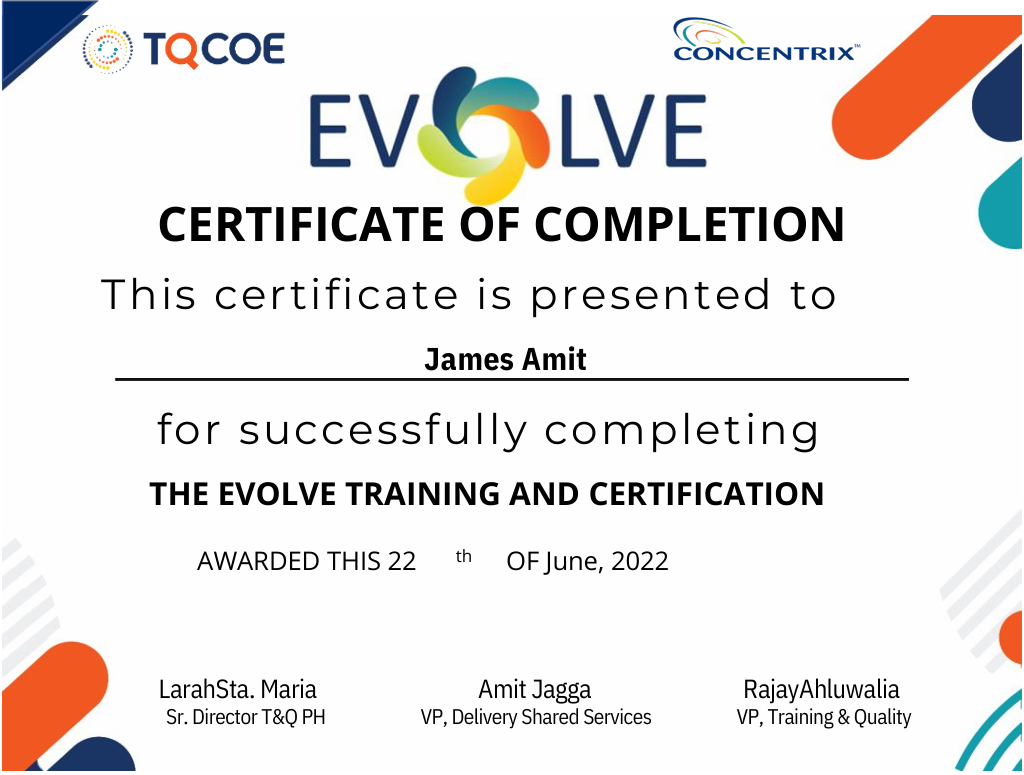 TQCOE
CONCENTRIX™
EVOLVE
CERTIFICATE OF COMPLETION
This certificate is presented to
James Amit
for successfully completing
THE EVOLVE TRAINING AND CERTIFICATION
AWARDED THIS 22 th OF June, 2022
LarahSta. Maria
Sr. Director T&Q PH
Amit Jagga
VP, Delivery Shared Services
RajayAhluwalia
VP, Training & Quality